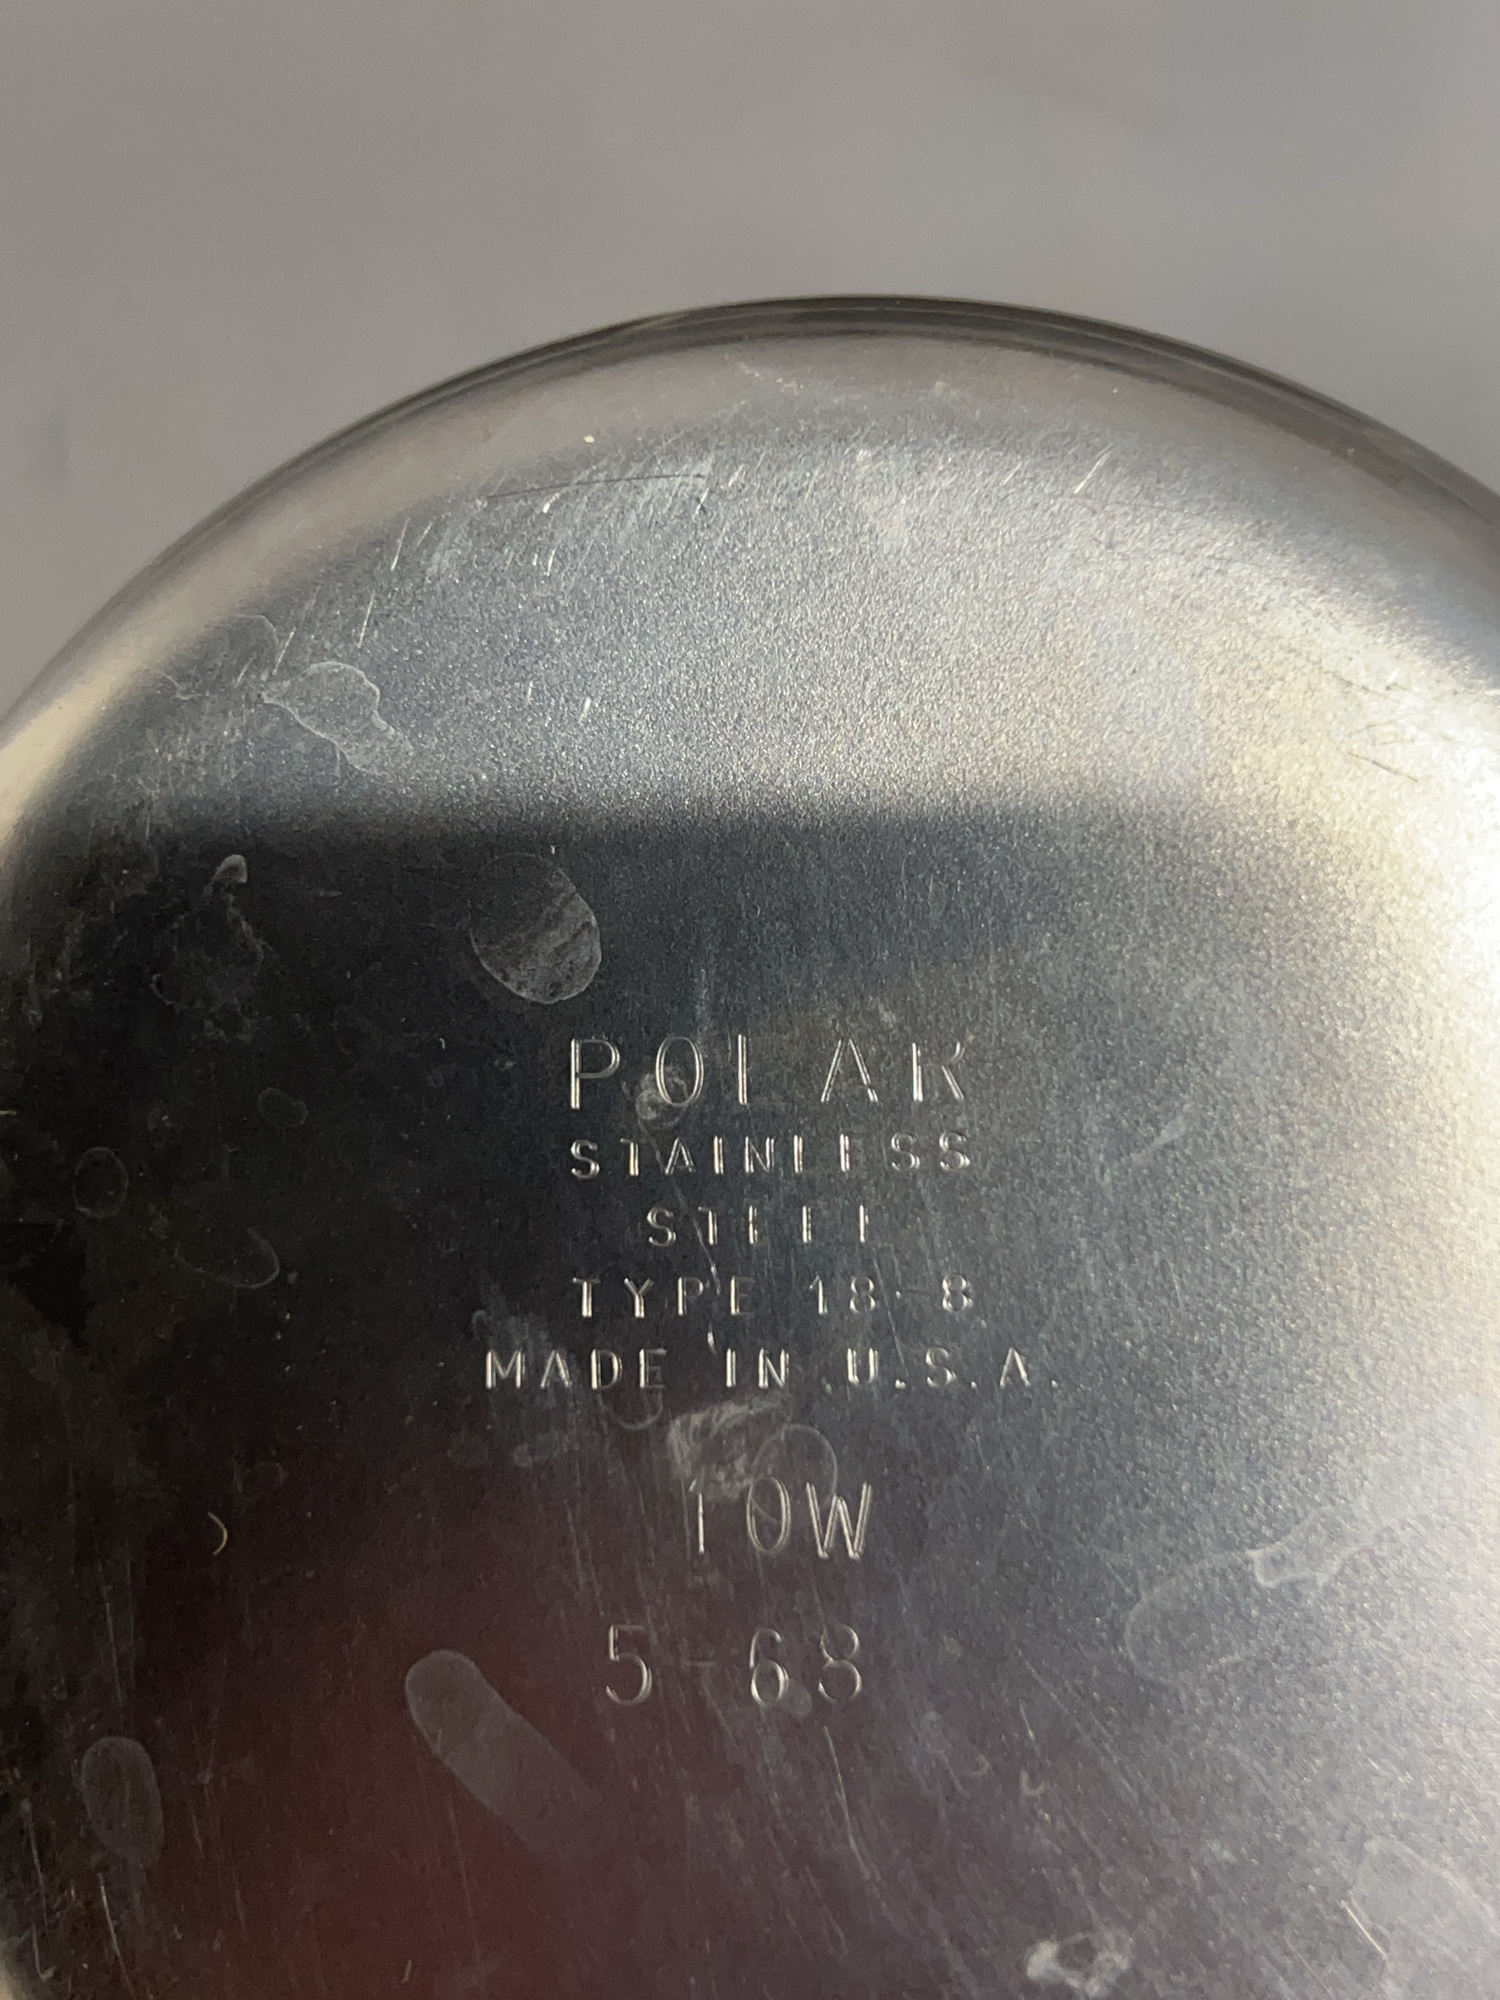 POLAR
STAINLESS
STEEL
TYPE 18-8
MADE IN U.S.A.
10W
5-68